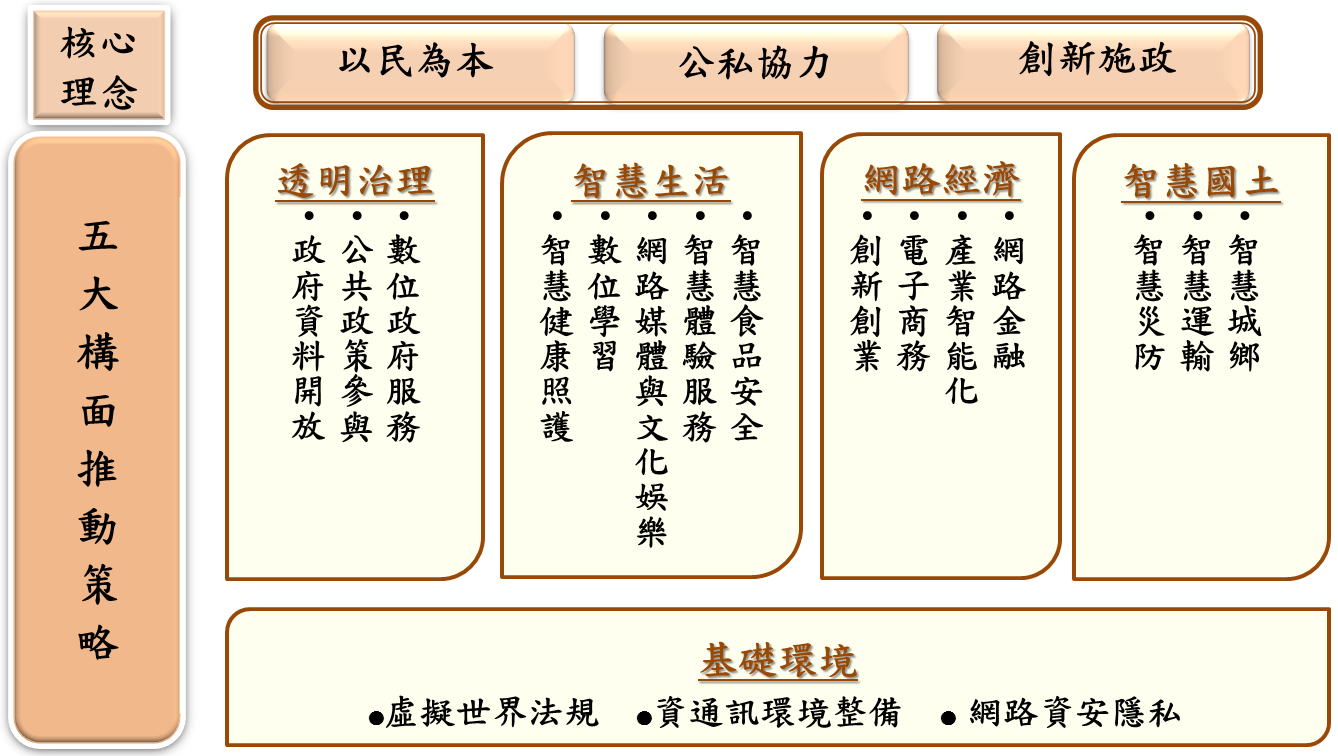 核心
理念
以民為本
公私協力
創新施政
五大構面推動策略
透明治理
數位政府服務
公共政策參與
政府資料開放
智慧生活
智慧食品安全
智慧體驗服務
網路媒體與文化娛樂
數位學習
智慧健康照護
網路經濟
網路金融
產業智能化
電子商務
創新創業
智慧國土
智慧城鄉
智慧運輸
智慧災防
基礎環境
●虛擬世界法規 ●資通訊環境整備 ● 網路資安隱私